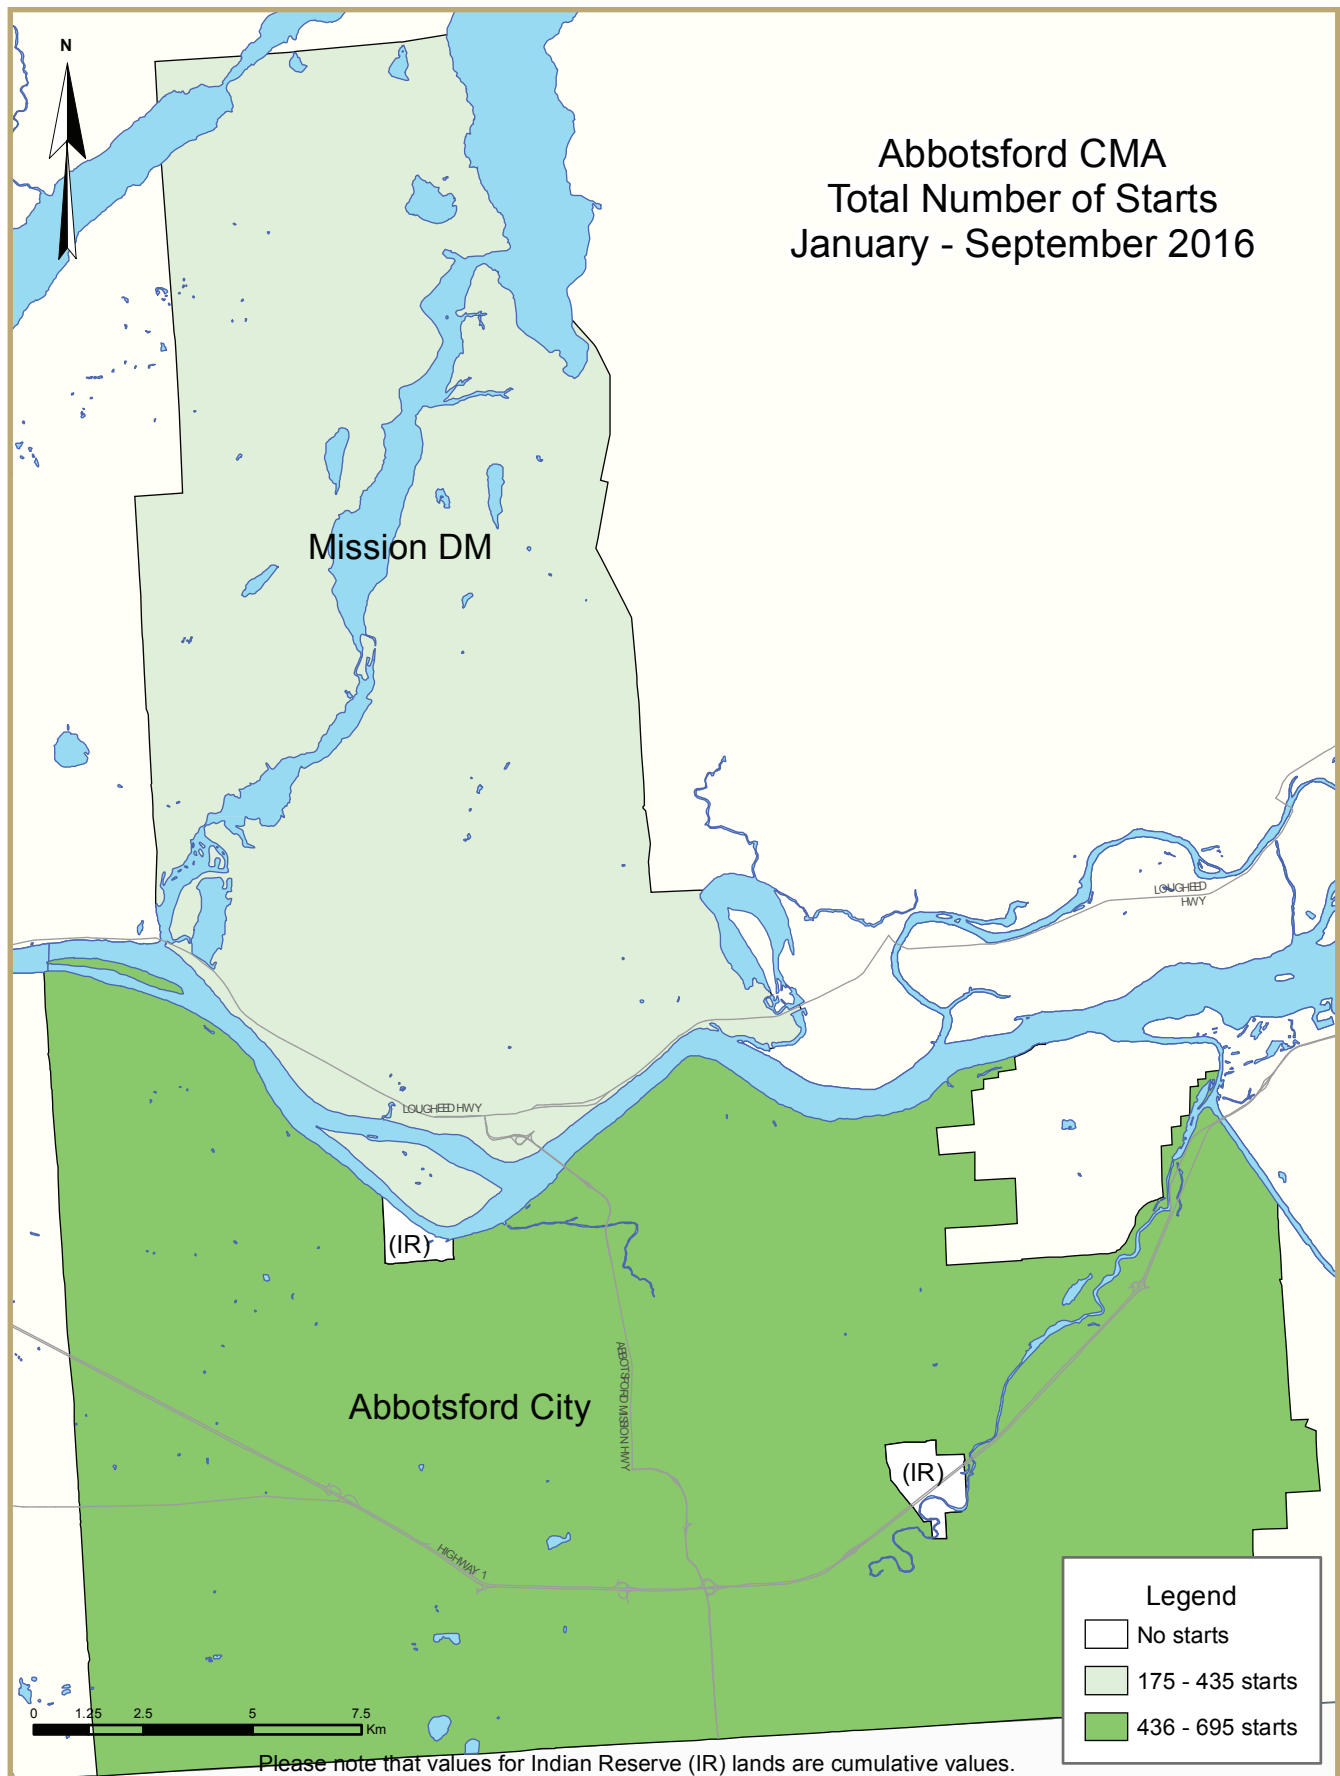 N
Abbotsford CMA
Total Number of Starts
January - September 2016
Mission DM
LOUGHEED
HWY
LOUGHEED HWY
(IR)
ABBOTSFORD MISSION HWY
Abbotsford City
(IR)
HIGHWAY 1
Legend
No starts
175 - 435 starts
436 - 695 starts
0 1.25 2.5 5 7.5
Km
Please note that values for Indian Reserve (IR) lands are cumulative values.